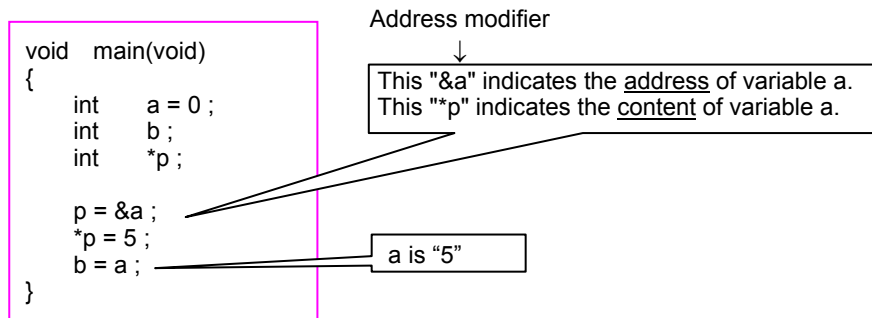 Address modifier
↓
void main(void)
{
int a = 0 ;
int b ;
int *p ;
p = &a ;
*p = 5 ;
b = a ;
}
This "&a" indicates the address of variable a.
This "*p" indicates the content of variable a.
a is “5”